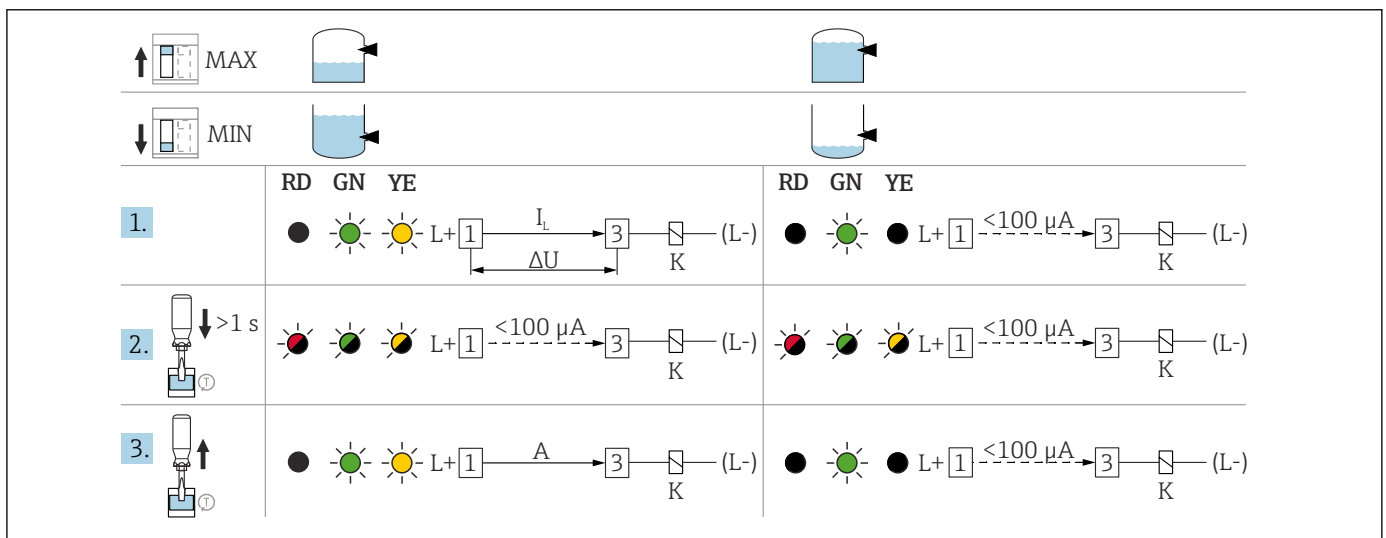 MAX
MIN
RD GN YE RD GN YE
1. L+ 1 I_L 3 (L-) L+ 1 <100 µA 3 (L-)
ΔU K K
2. >1 s L+ 1 <100 µA 3 (L-) L+ 1 <100 µA 3 (L-)
T K K
3. L+ 1 A 3 (L-) L+ 1 <100 µA 3 (L-)
T K K